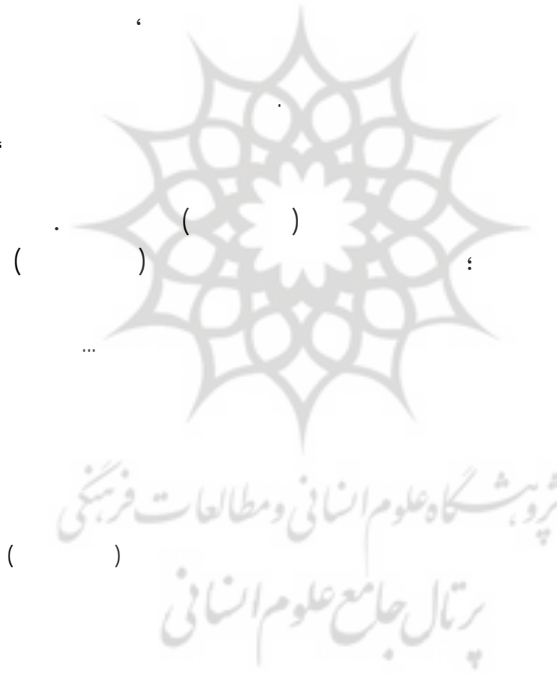 ،
.
؛
. ( )
( ) ؛
...
پژوهشگاه علوم انسانی و مطالعات فرهنگی
( )
پرتال جامع علوم انسانی